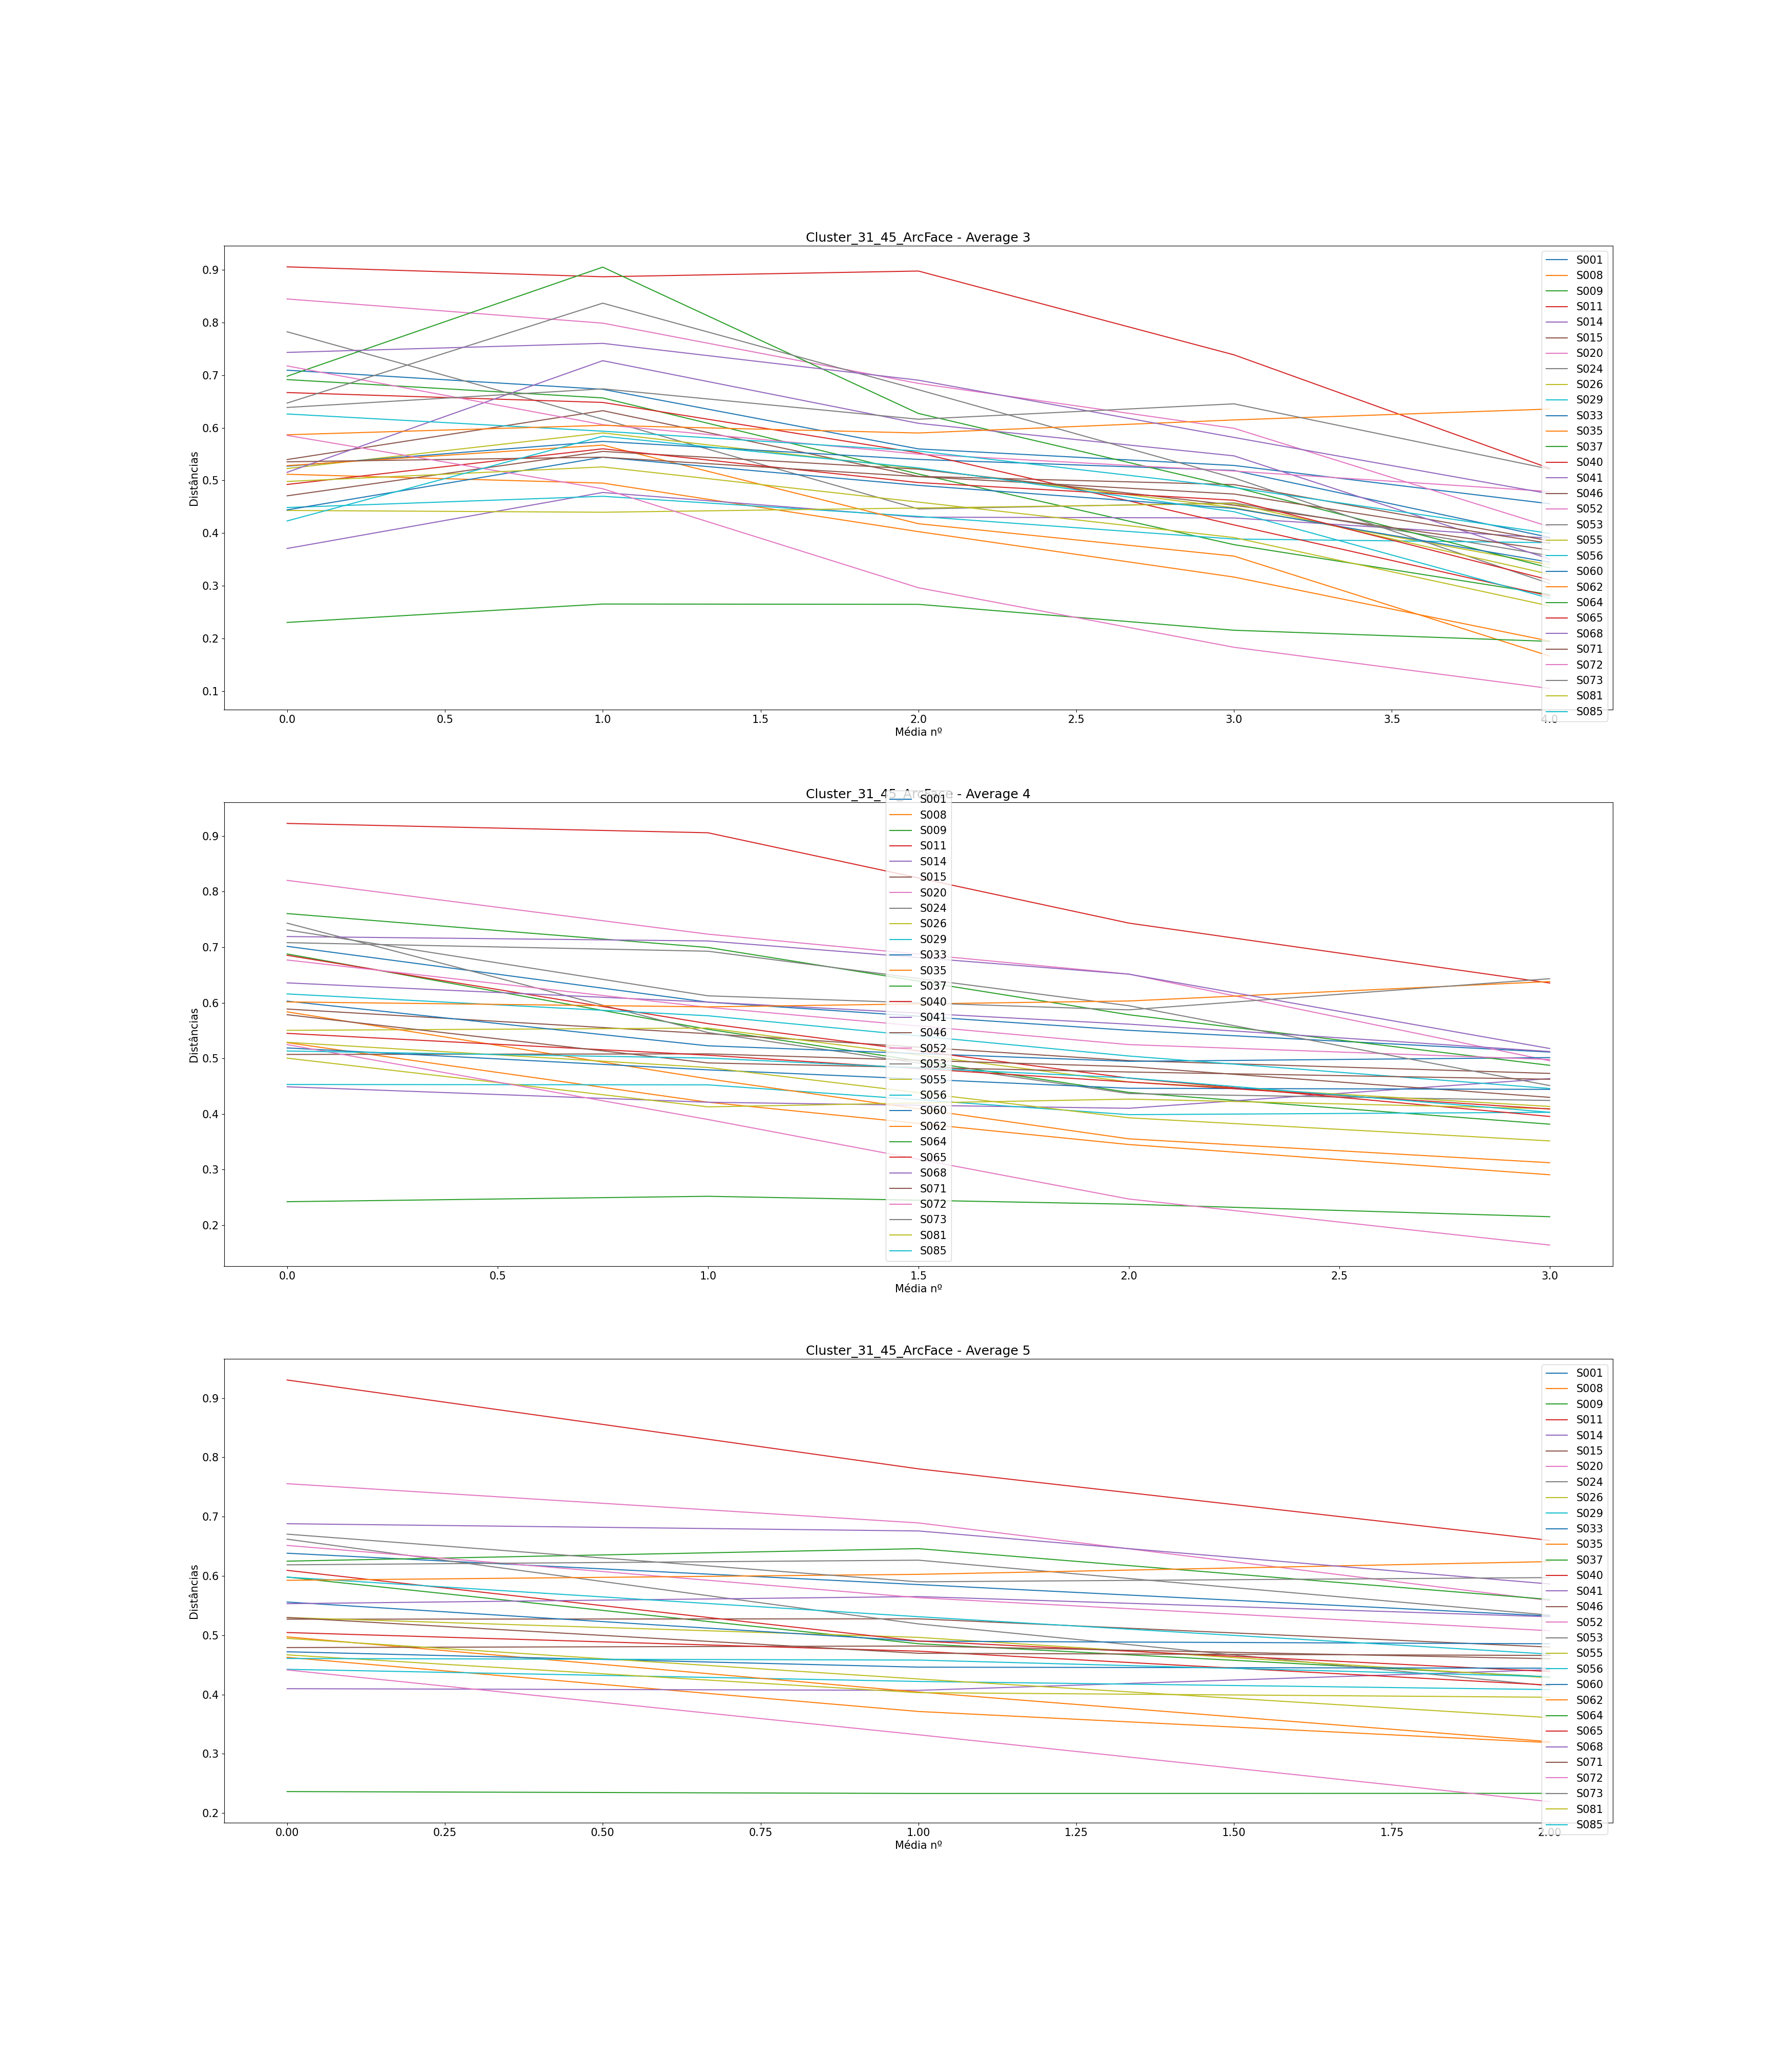 Cluster_31_45_ArcFace - Average 3
0.9
0.8
0.7
0.6
0.5
0.4
0.3
0.2
0.1
Distâncias
0.0
0.5
1.0
1.5
2.0
2.5
3.0
3.5
4.0
Média nº
S001
S008
S009
S011
S014
S015
S020
S024
S026
S029
S033
S035
S037
S040
S041
S046
S052
S053
S055
S056
S060
S062
S064
S065
S068
S071
S072
S073
S081
S085
Cluster_31_45_ArcFace - Average 4
0.9
0.8
0.7
0.6
0.5
0.4
0.3
0.2
Distâncias
0.0
0.5
1.0
1.5
2.0
2.5
3.0
Média nº
S001
S008
S009
S011
S014
S015
S020
S024
S026
S029
S033
S035
S037
S040
S041
S046
S052
S053
S055
S056
S060
S062
S064
S065
S068
S071
S072
S073
S081
S085
Cluster_31_45_ArcFace - Average 5
0.9
0.8
0.7
0.6
0.5
0.4
0.3
0.2
Distâncias
0.00
0.25
0.50
0.75
1.00
1.25
1.50
1.75
2.00
Média nº
S001
S008
S009
S011
S014
S015
S020
S024
S026
S029
S033
S035
S037
S040
S041
S046
S052
S053
S055
S056
S060
S062
S064
S065
S068
S071
S072
S073
S081
S085